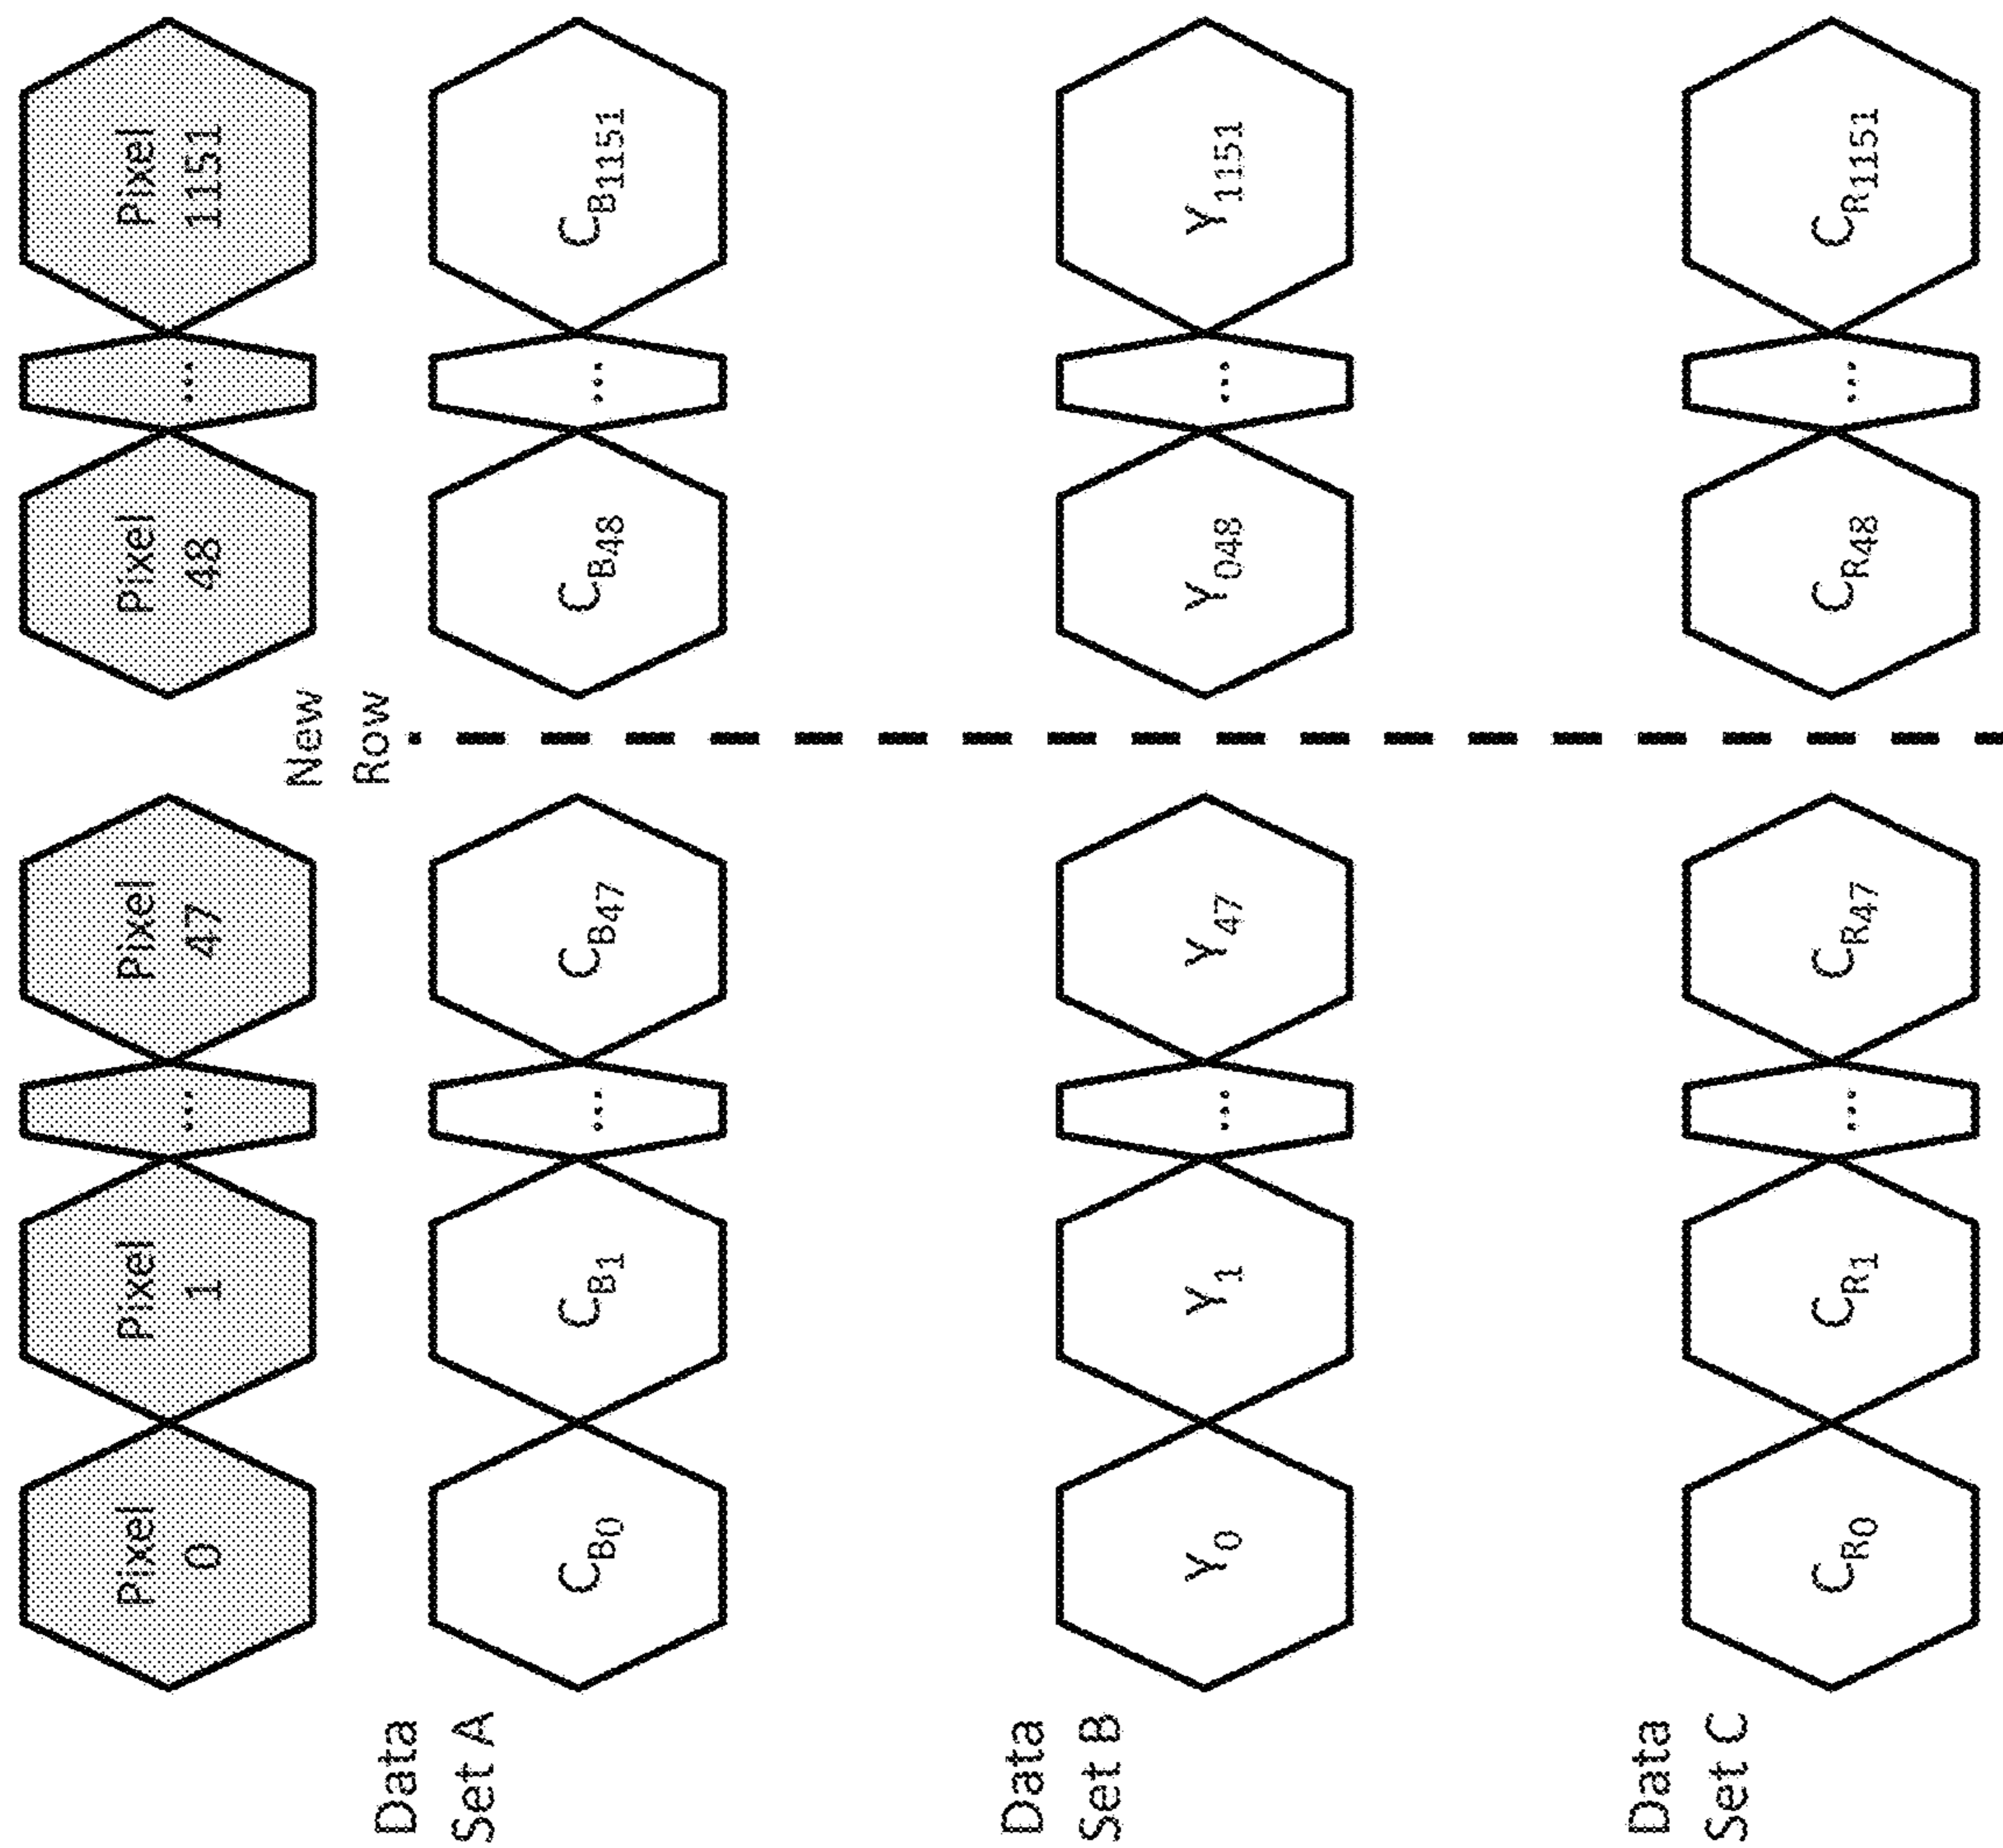 Pixel
0
Pixel
1
...
Pixel
47
New
Row
Pixel
48
...
Pixel
1151
Data
Set A
CB0
CB1
...
CB47
CB48
...
CB1151
Data
Set B
Y0
Y1
...
Y47
Y048
...
Y1151
Data
Set C
CR0
CR1
...
CR47
CR48
...
CR1151